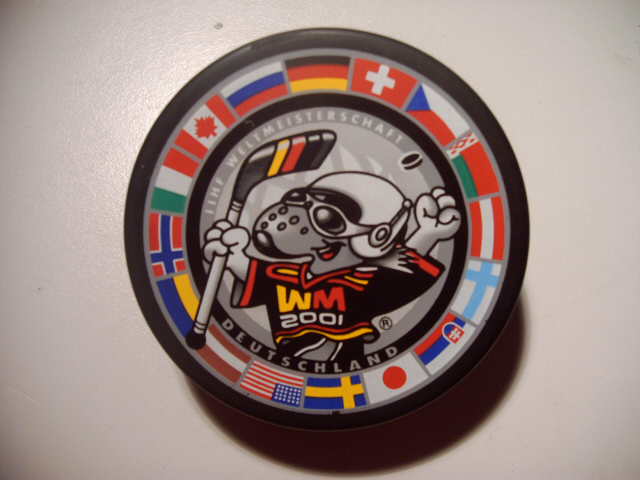 IIHF WELTMEISTERSCHAFT
WM
2001
®
DEUTSCHLAND